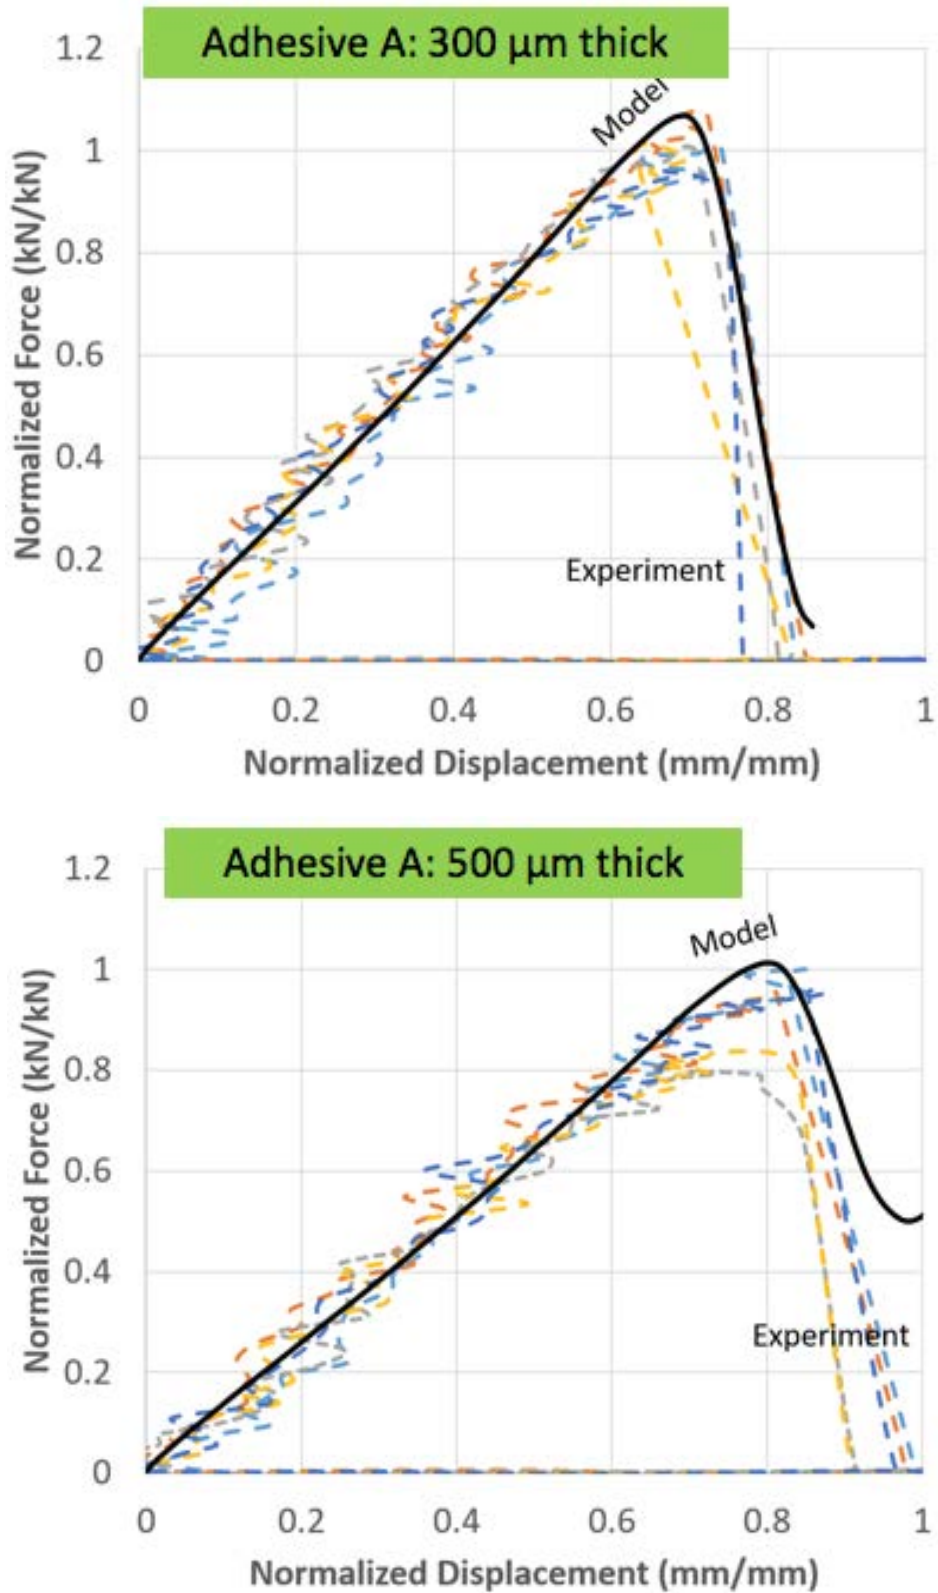 Adhesive A: 300 μm thick
1.2
1
0.8
0.6
0.4
0.2
0
Normalized Force (kN/kN)
Model
Experiment
0 0.2 0.4 0.6 0.8 1
Normalized Displacement (mm/mm)
Adhesive A: 500 μm thick
1.2
1
0.8
0.6
0.4
0.2
0
Normalized Force (kN/kN)
Model
Experiment
0 0.2 0.4 0.6 0.8 1
Normalized Displacement (mm/mm)